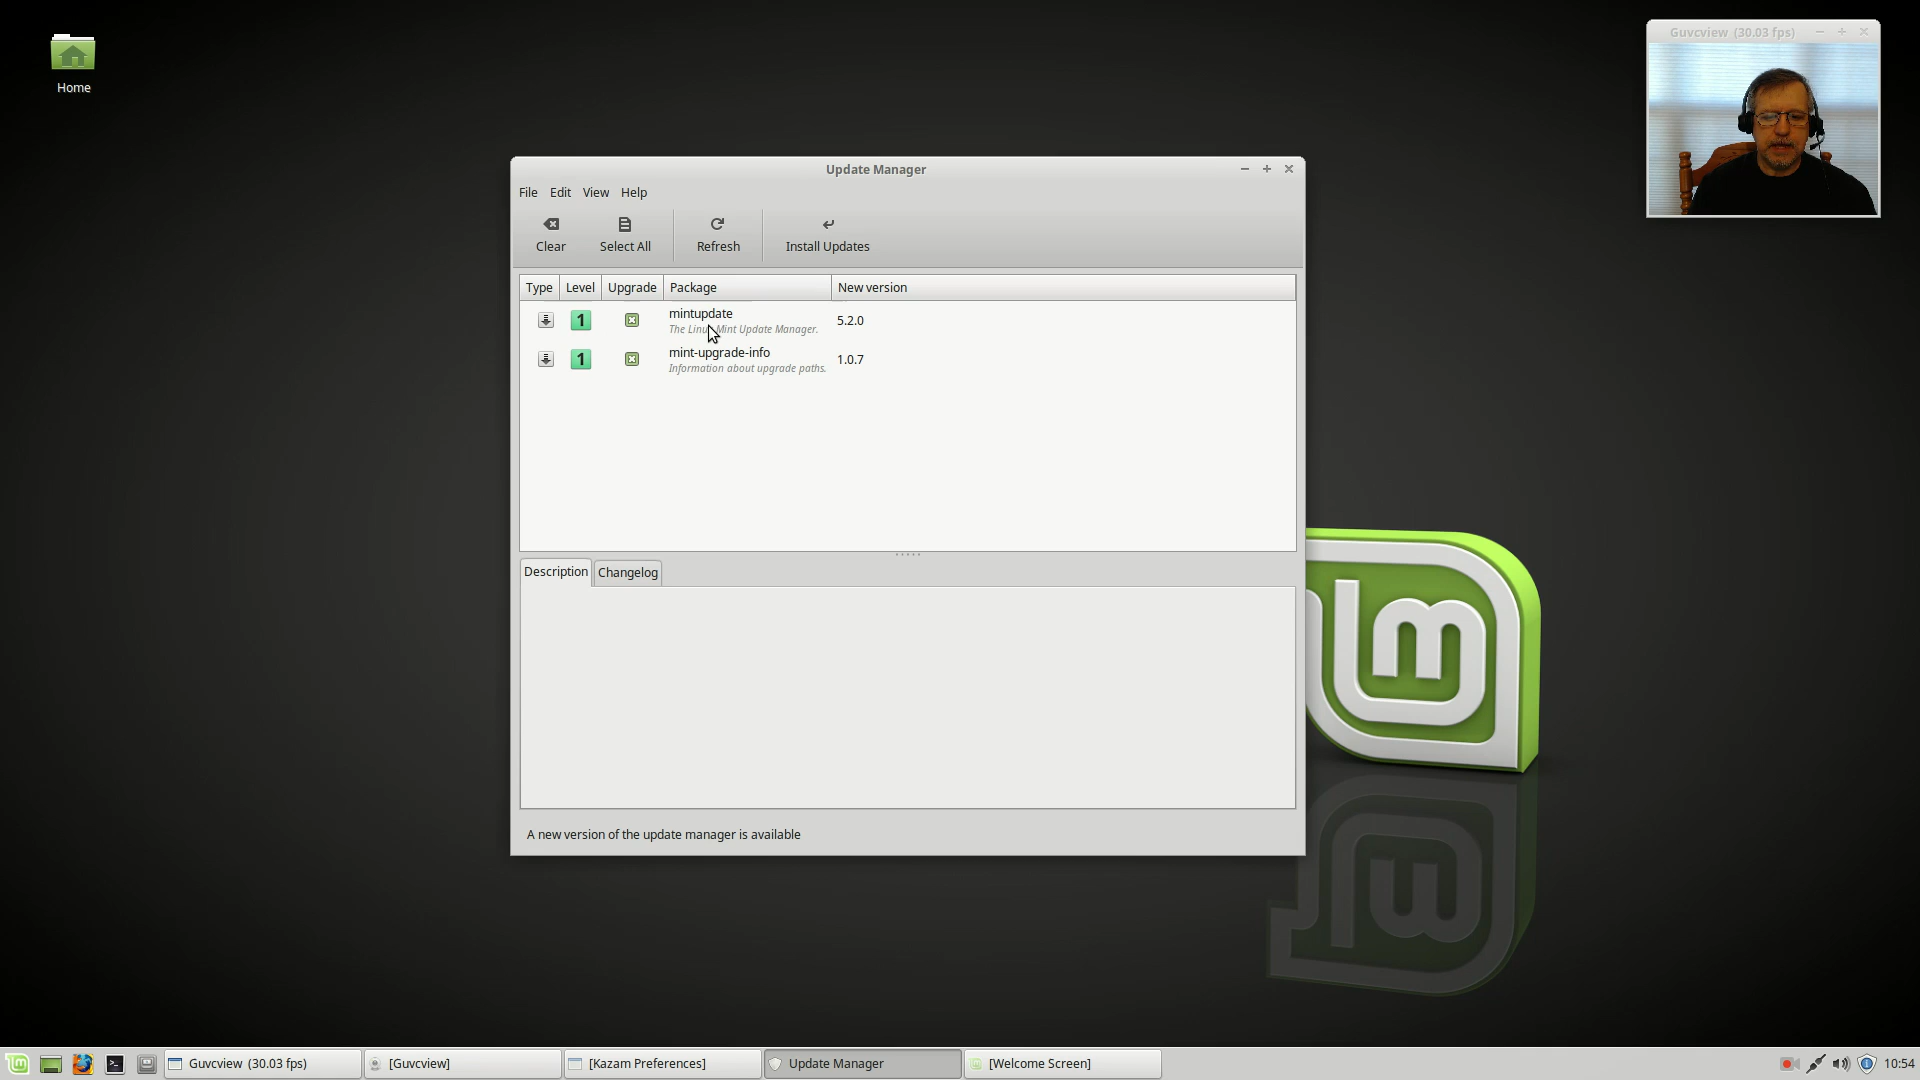 Home
Guvcview (30.03 fps)
Update Manager
File Edit View Help
Clear Select All Refresh Install Updates
Type Level Upgrade Package New version
1 mintupdate 5.2.0
The Linux Mint Update Manager.
1 mint-upgrade-info 1.0.7
Information about upgrade paths.
Description Changelog
A new version of the update manager is available
Guvcview (30.03 fps) [Guvcview] [Kazam Preferences] Update Manager [Welcome Screen] 10:54